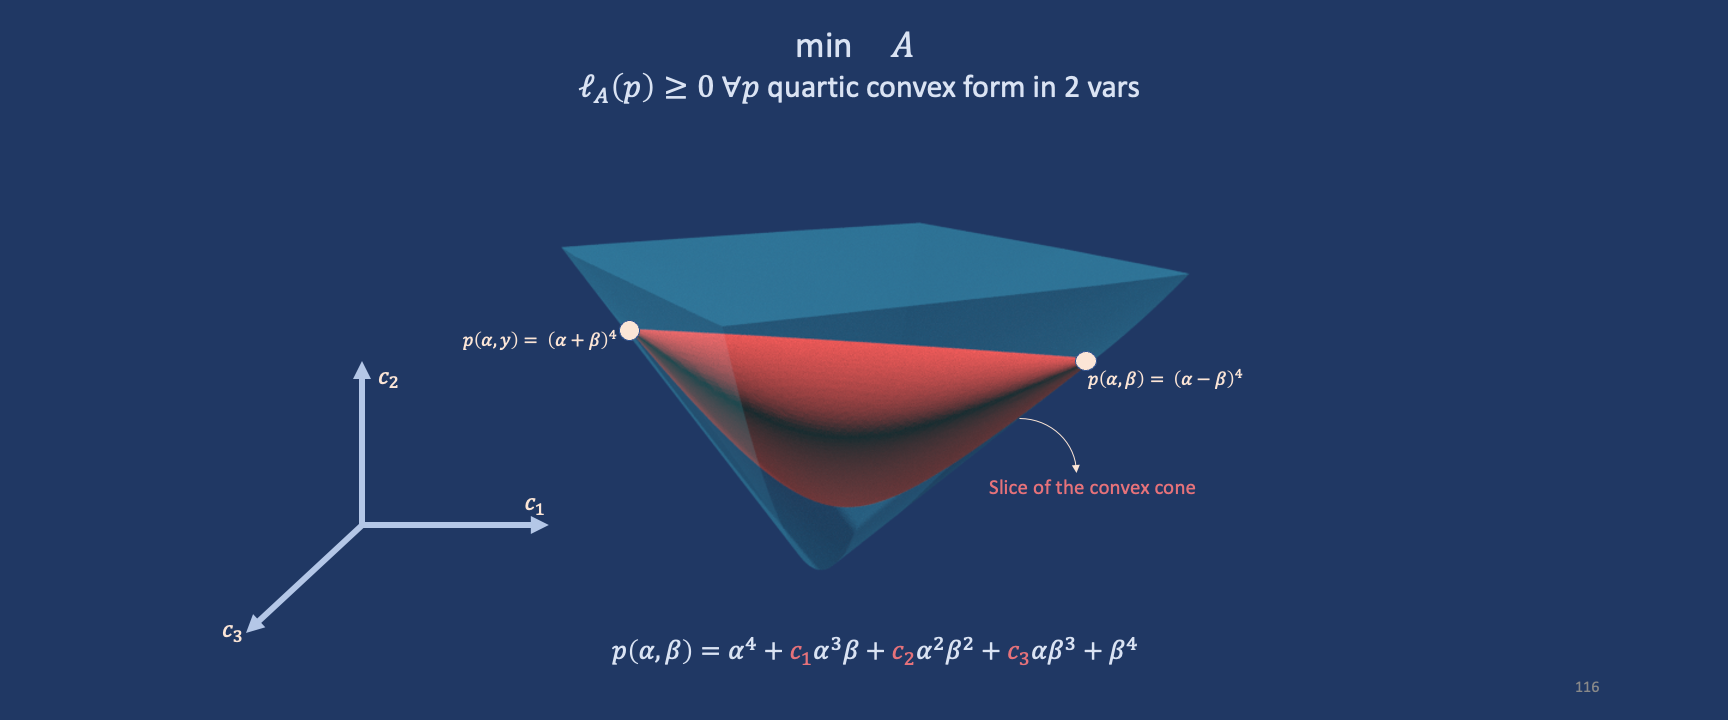 min A
ℓ_A(p) ≥ 0 ∀p quartic convex form in 2 vars
p(α, y) = (α + β)⁴
p(α, β) = (α − β)⁴
c₂
Slice of the convex cone
c₁
c₃
p(α, β) = α⁴ + c₁α³β + c₂α²β² + c₃αβ³ + β⁴
116